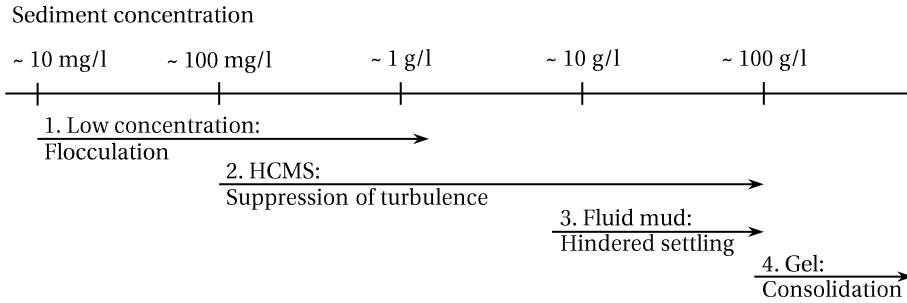 Sediment concentration
~ 10 mg/l ~ 100 mg/l ~ 1 g/l ~ 10 g/l ~ 100 g/l
1. Low concentration:
Flocculation
2. HCMS:
Suppression of turbulence
3. Fluid mud:
Hindered settling
4. Gel:
Consolidation